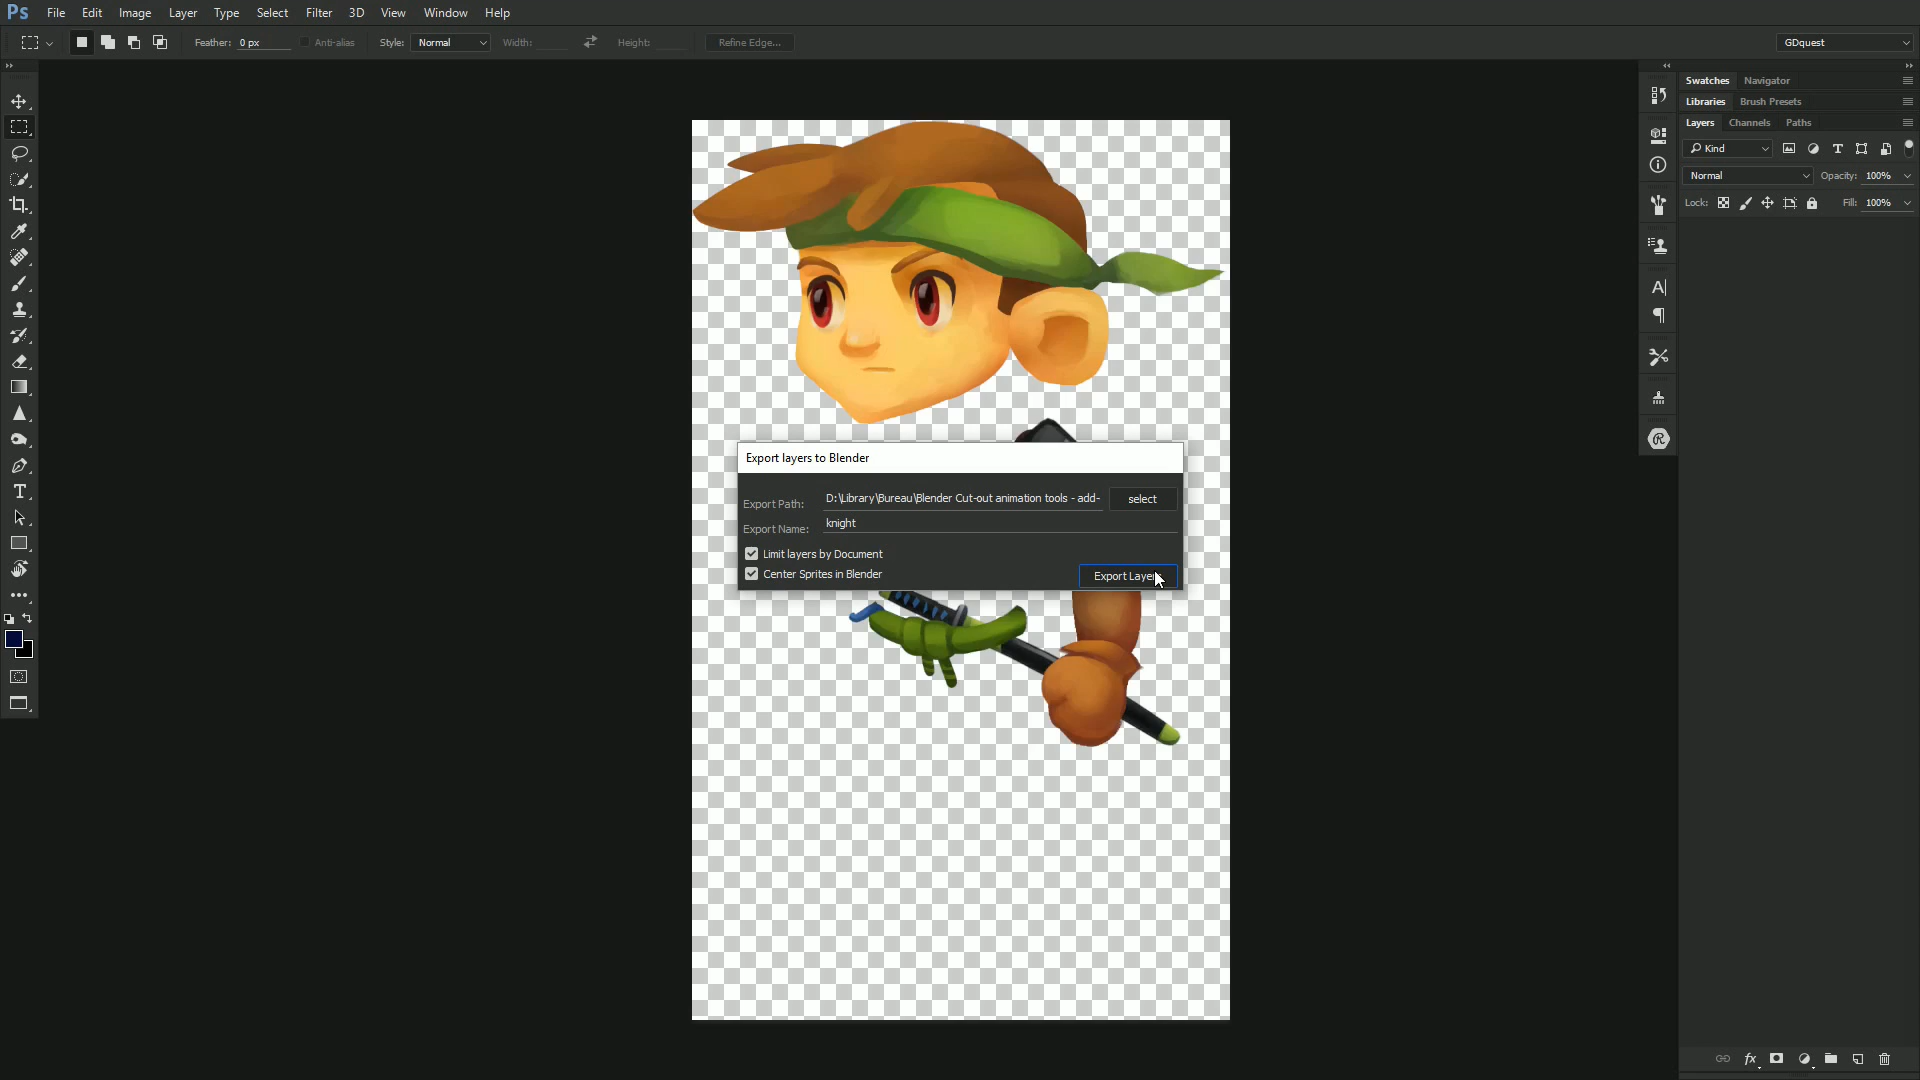 Ps File Edit Image Layer Type Select Filter 3D View Window Help
Feather: 0 px Anti-alias Style: Normal Width: Height: Refine Edge... GDquest
Swatches Navigator
Libraries Brush Presets
Layers Channels Paths
Kind
Normal Opacity: 100%
Lock: Fill: 100%
Export layers to Blender
Export Path: D:\Library\Bureau\Blender Cut-out animation tools - add- select
Export Name: knight
Limit layers by Document
Center Sprites in Blender
Export Layer
fx